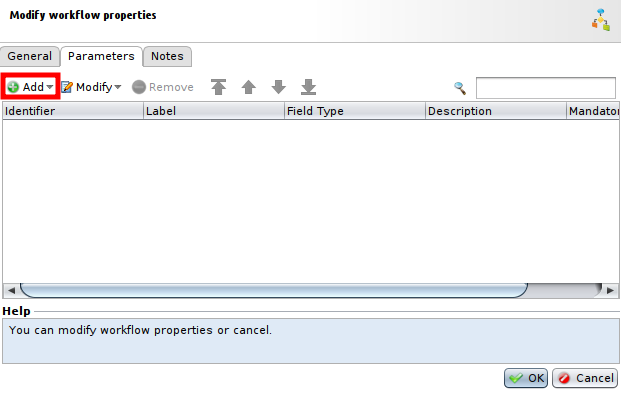 Modify workflow properties
General Parameters Notes
Add Modify Remove
Identifier Label Field Type Description Mandator
Help
You can modify workflow properties or cancel.
OK Cancel